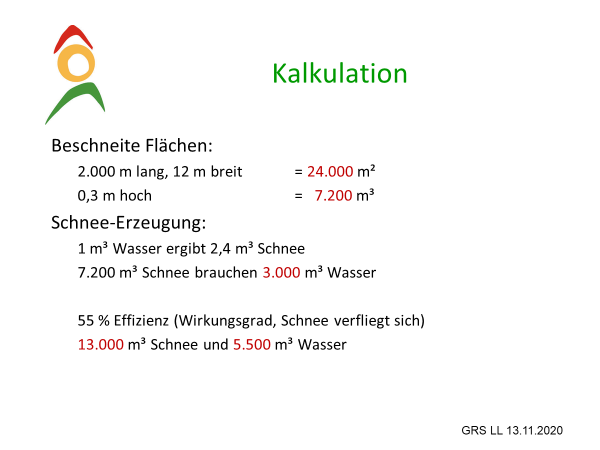 Kalkulation
Beschneite Flächen:
2.000 m lang, 12 m breit = 24.000 m²
0,3 m hoch = 7.200 m³
Schnee-Erzeugung:
1 m³ Wasser ergibt 2,4 m³ Schnee
7.200 m³ Schnee brauchen 3.000 m³ Wasser
55 % Effizienz (Wirkungsgrad, Schnee verfliegt sich)
13.000 m³ Schnee und 5.500 m³ Wasser
GRS LL 13.11.2020